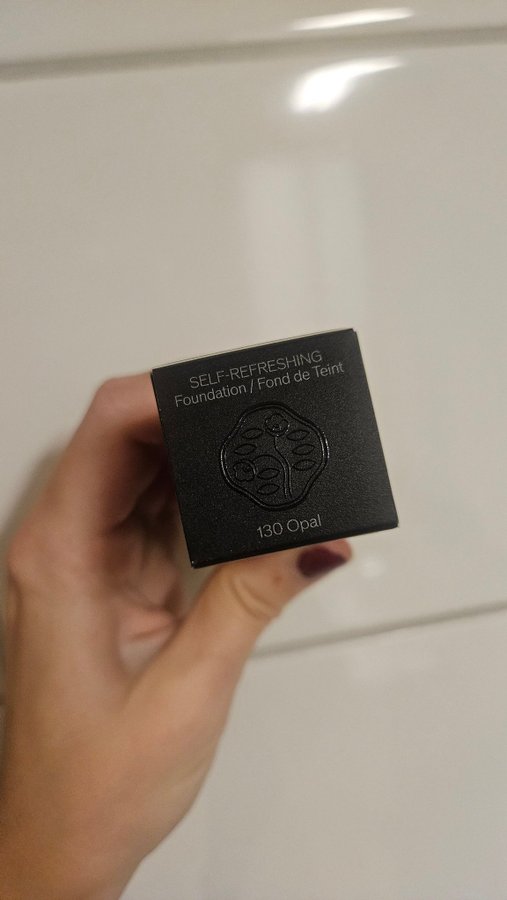 SELF-REFRESHING
Foundation / Fond de Teint
130 Opal